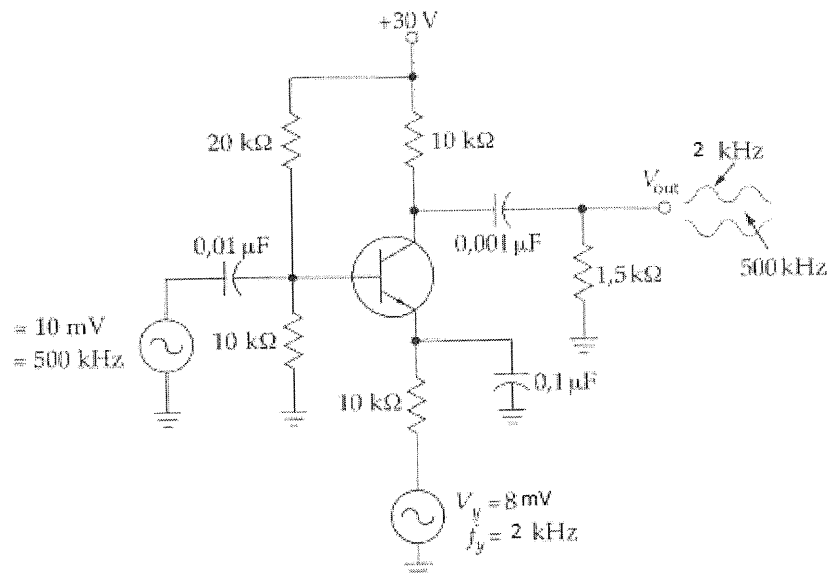 +30 V
20 kΩ
10 kΩ
2 kHz
Vout
0,01 µF
0,001 µF
500 kHz
1,5 kΩ
= 10 mV
= 500 kHz
10 kΩ
0,1 µF
10 kΩ
Vy = 8 mV
fy = 2 kHz